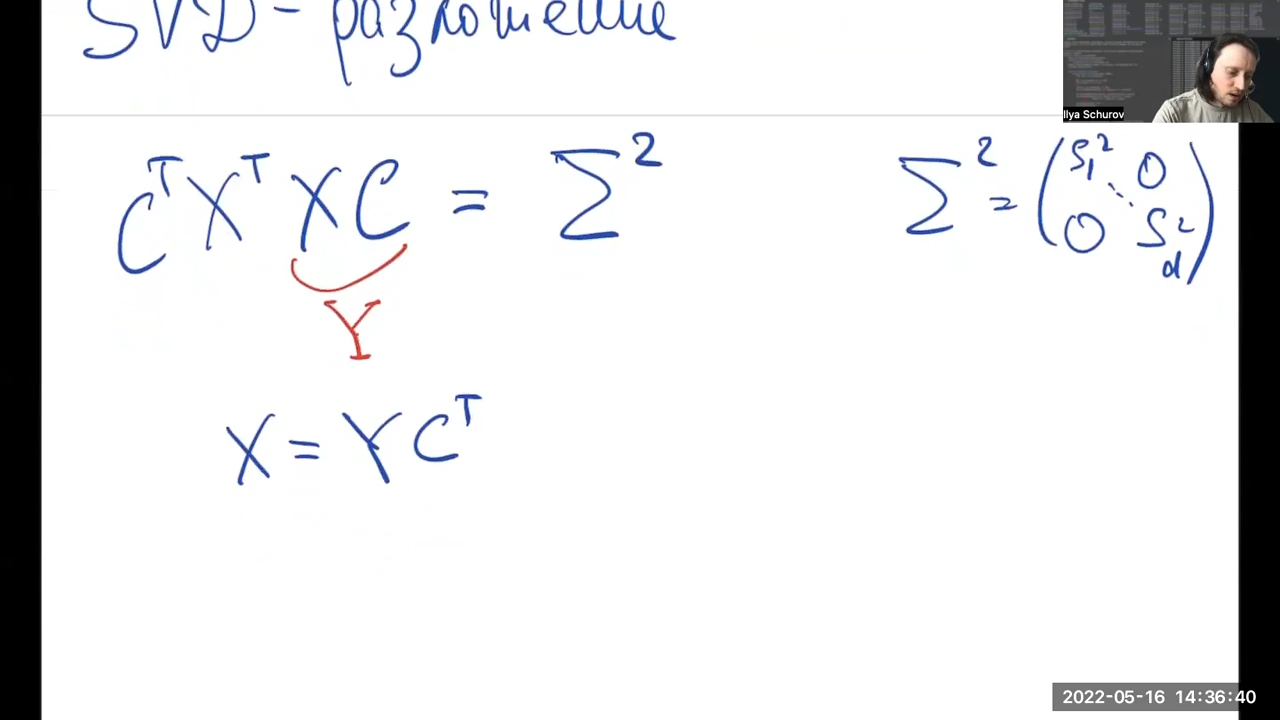 SVD - разложение
Ilya Schurov
CᵀXᵀXC = Σ²
Σ² = (S₁² 0
0 S_d²)
Y
X = YCᵀ
2022-05-16 14:36:40